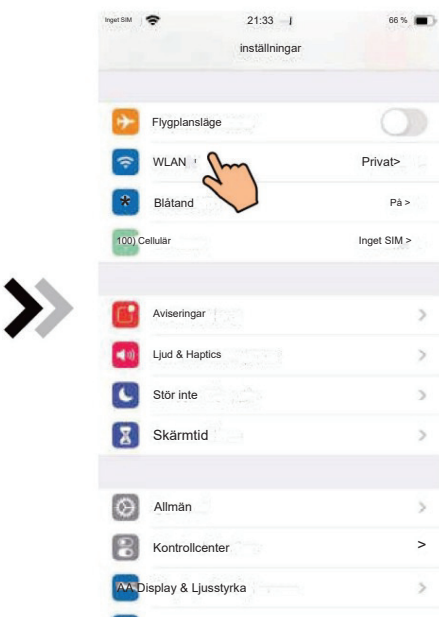 Inget SIM 21:33 66 %
inställningar
Flygplansläge
WLAN Privat>
Blåtand På >
100) Cellulär Inget SIM >
Aviseringar >
Ljud & Haptics >
Stör inte >
Skärmtid >
Allmän >
Kontrollcenter >
AA Display & Ljusstyrka >